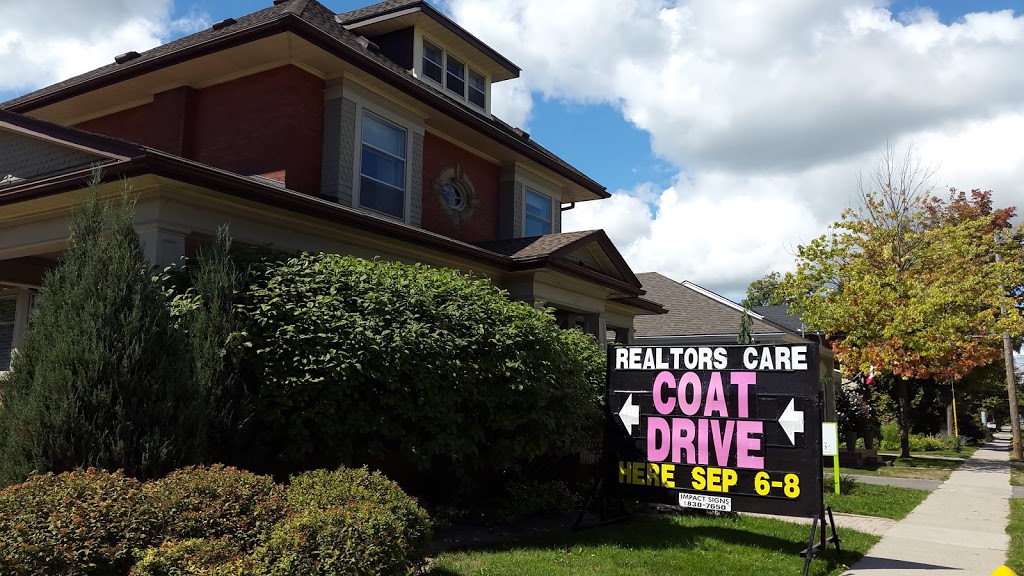 REALTORS CARE
COAT
DRIVE
HERE SEP 6-8
IMPACT SIGNS
830-7650